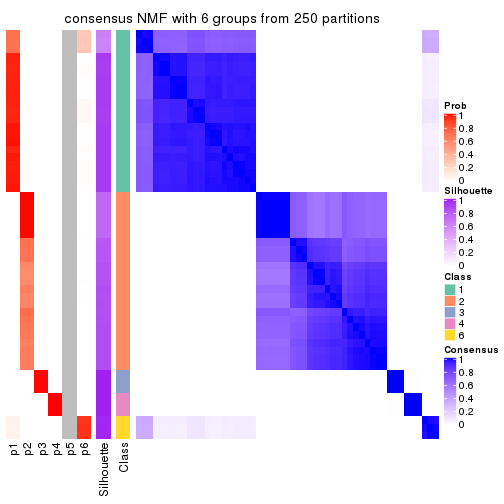 consensus NMF with 6 groups from 250 partitions
Prob
1
0.8
0.6
0.4
0.2
0
Silhouette
1
0.8
0.6
0.4
0.2
0
Class
1
2
3
4
6
Consensus
1
0.8
0.6
0.4
0.2
0
p1
p2
p3
p4
p5
p6
Silhouette
Class